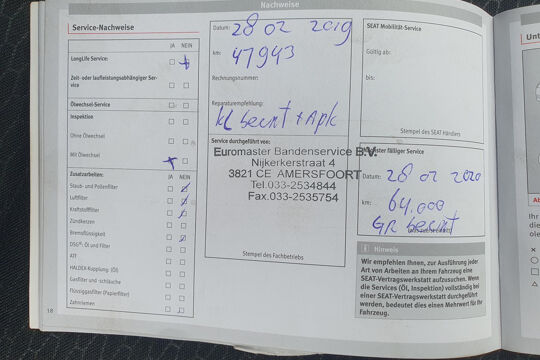 Nachweise
Service-Nachweise
JA NEIN
LongLife Service:
Zeit- oder laufleistungsabhängiger Ser-
vice
Ölwechsel-Service
Inspektion
Ohne Ölwechsel
Mit Ölwechsel
Zusatzarbeiten: JA NEIN
Staub- und Pollenfilter
Luftfilter
Kraftstofffilter
Zündkerzen
Bremsflüssigkeit
DSG®: Öl und Filter
ATF
HALDEX-Kupplung: (Öl)
Gasfilter und -schläuche
Flüssiggasfilter (Papierfilter)
Zahnriemen
18
Datum: 28 02 2019
km: 47943
Rechnungsnummer:
Reparaturempfehlung:
KL beurt + Apk
Service durchgeführt von:
Euromaster Bandenservice B.V.
Nijkerkerstraat 4
3821 CE AMERSFOORT
Tel.033-2534844
Fax.033-2535754
Stempel des Fachbetriebs
SEAT Mobilität-Service
Gültig ab:
bis:
Stempel des SEAT Händlers
Nächster fälliger Service
Datum: 28 02 2020
km: 64.000
GR beurt
Hinweis
Wir empfehlen Ihnen, zur Ausführung jeder
Art von Arbeiten an Ihrem Fahrzeug eine
SEAT-Vertragswerkstatt aufzusuchen. Wenn
die Services (Öl, Inspektion) vollständig bei
einer SEAT-Vertragswerkstatt durchgeführt
werden, bedeutet dies einen Mehrwert für Ihr
Fahrzeug.